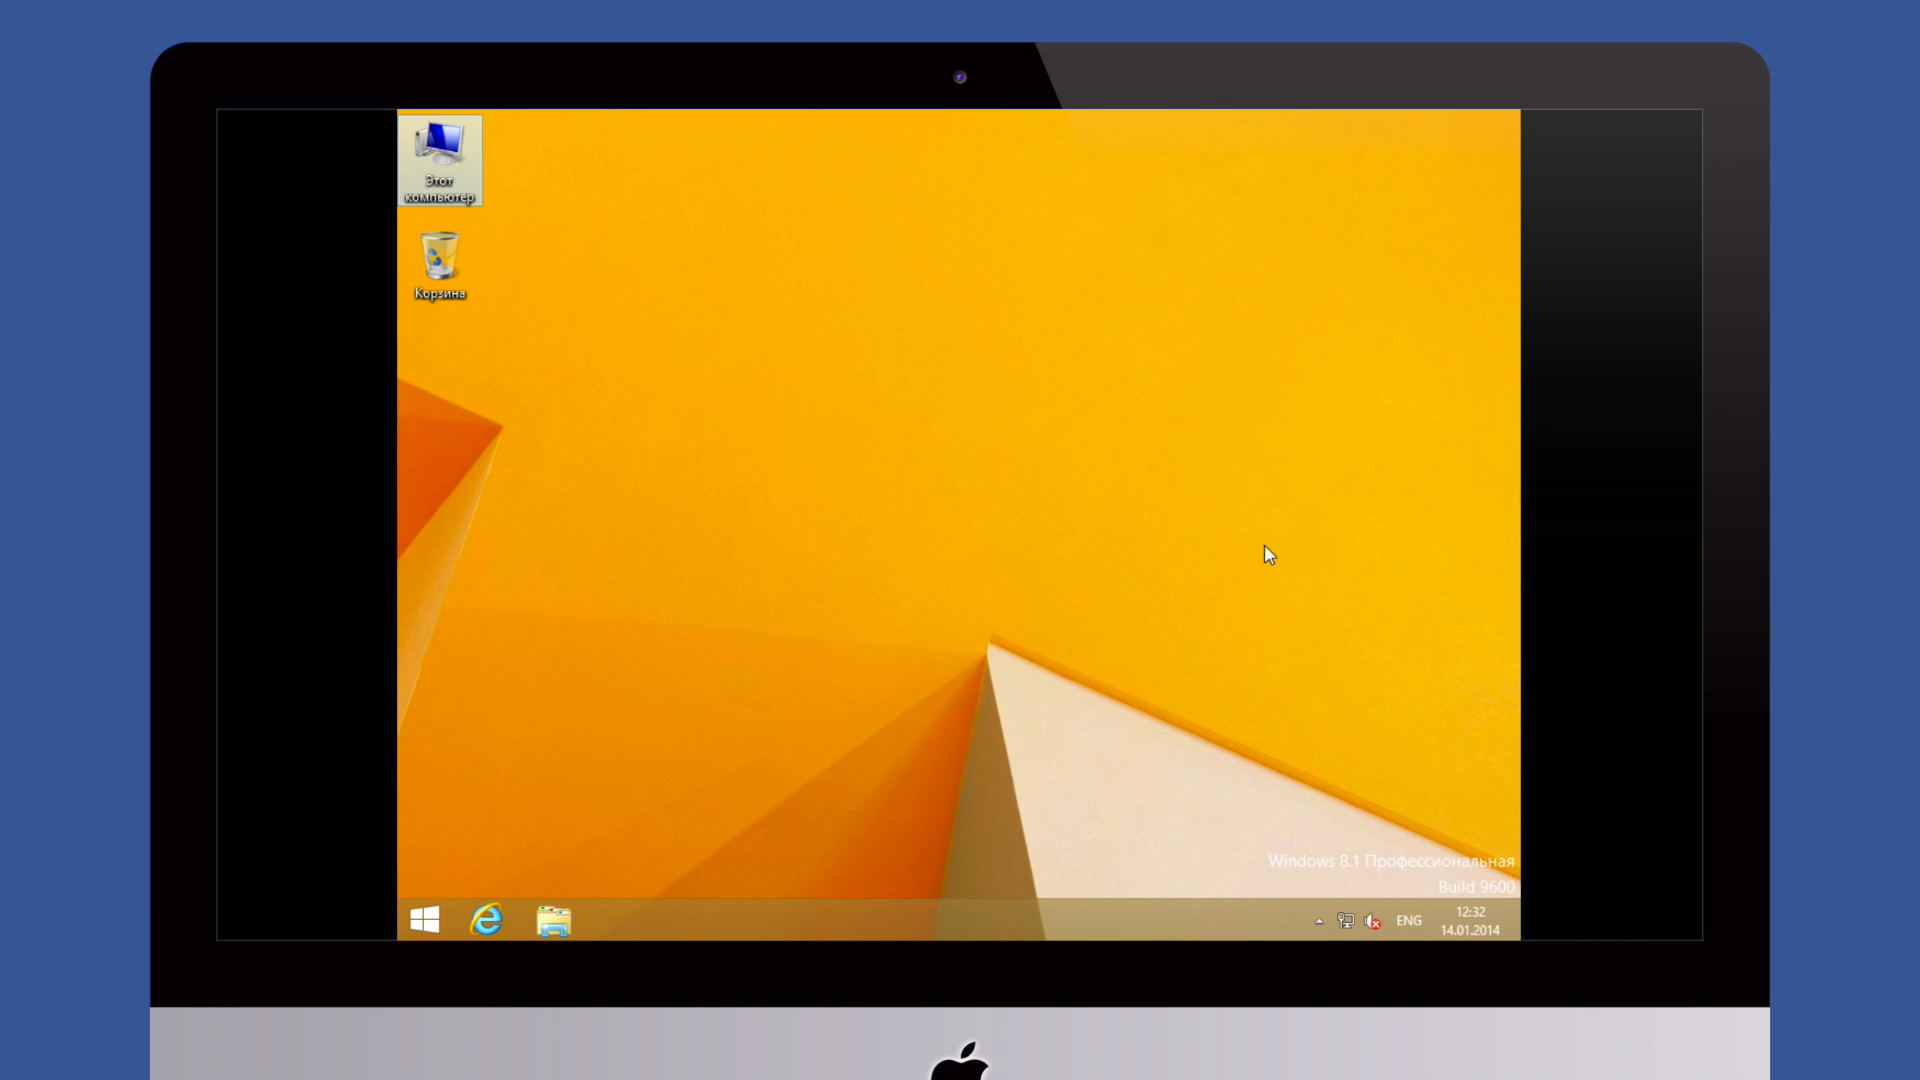 Этот
компьютер
Корзина
Windows 8.1 Профессиональная
Build 9600
ENG
12:32
14.01.2014